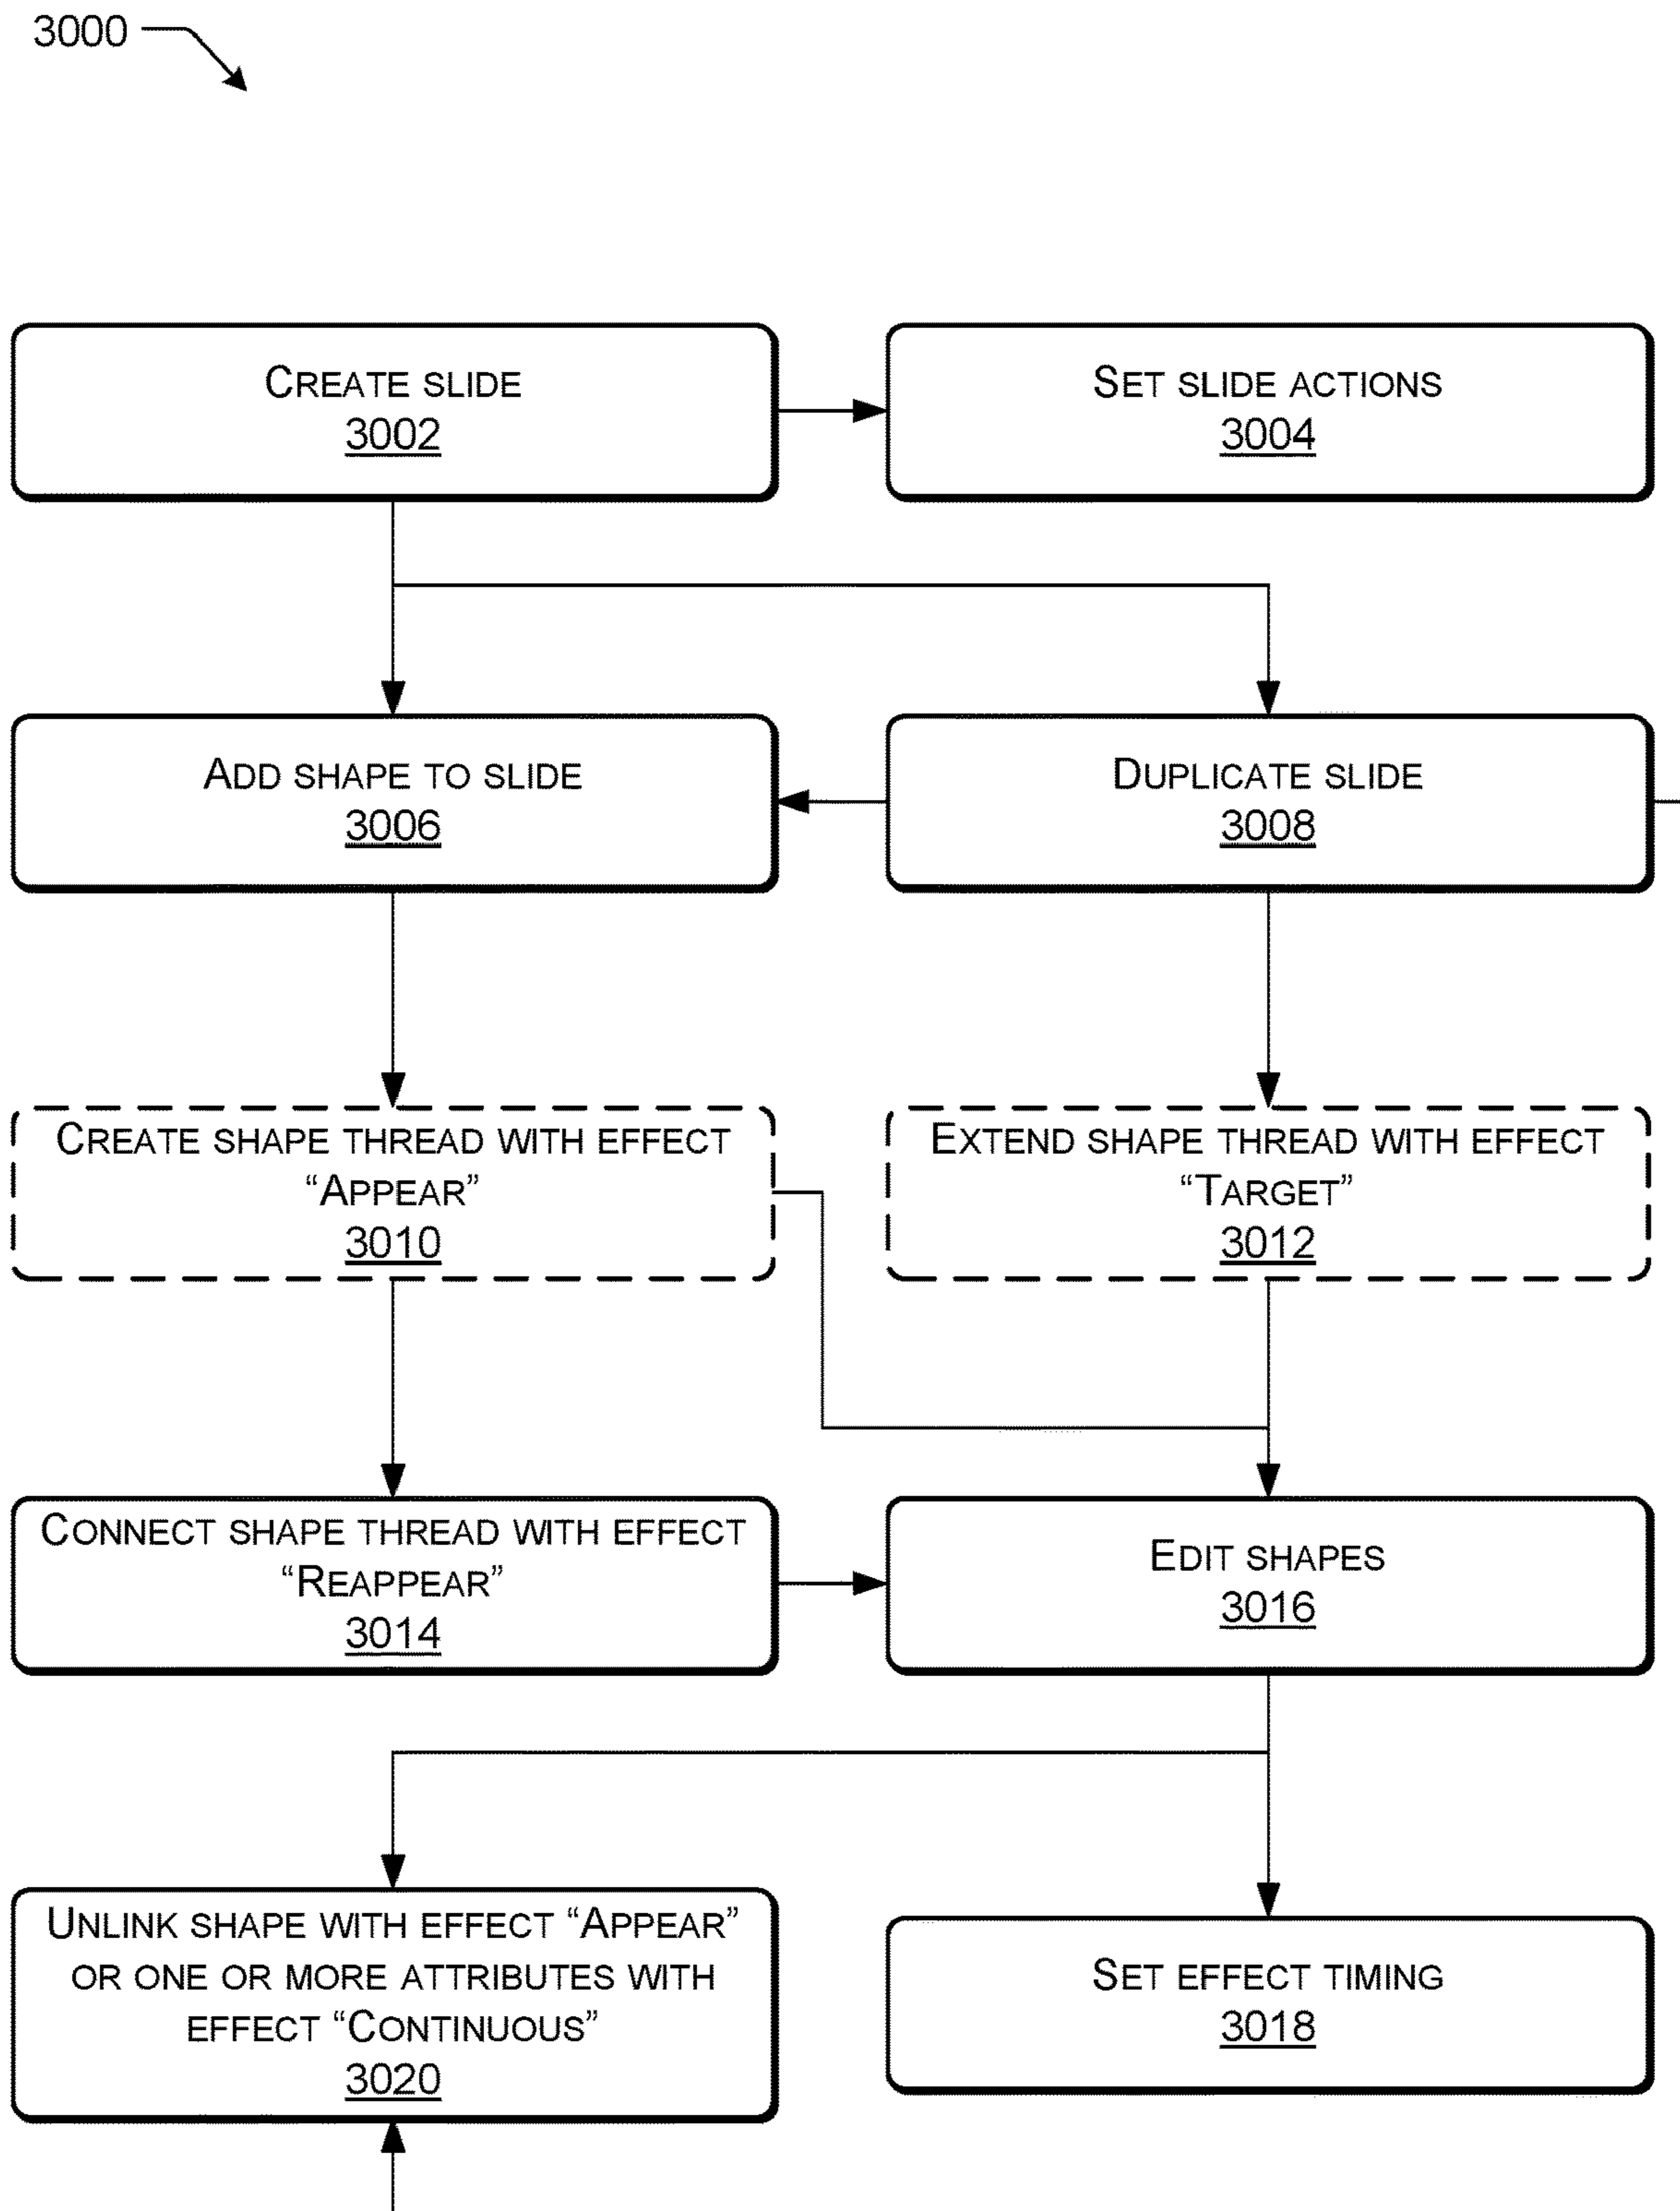 3000
CREATE SLIDE
3002
SET SLIDE ACTIONS
3004
ADD SHAPE TO SLIDE
3006
DUPLICATE SLIDE
3008
CREATE SHAPE THREAD WITH EFFECT
“APPEAR”
3010
EXTEND SHAPE THREAD WITH EFFECT
“TARGET”
3012
CONNECT SHAPE THREAD WITH EFFECT
“REAPPEAR”
3014
EDIT SHAPES
3016
UNLINK SHAPE WITH EFFECT “APPEAR”
OR ONE OR MORE ATTRIBUTES WITH
EFFECT “CONTINUOUS”
3020
SET EFFECT TIMING
3018